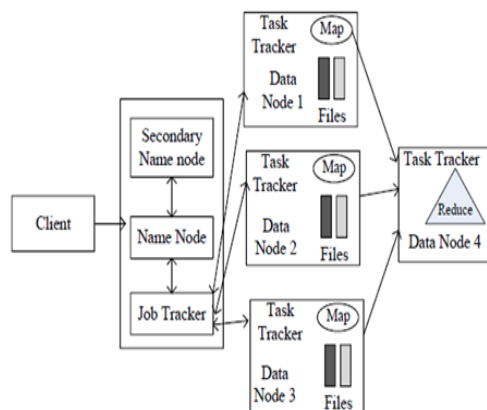 Client
Secondary
Name node
Name Node
Job Tracker
Task
Tracker
Map
Data
Node 1
Files
Task
Tracker
Map
Data
Node 2
Files
Task
Tracker
Map
Data
Node 3
Files
Task Tracker
Reduce
Data Node 4